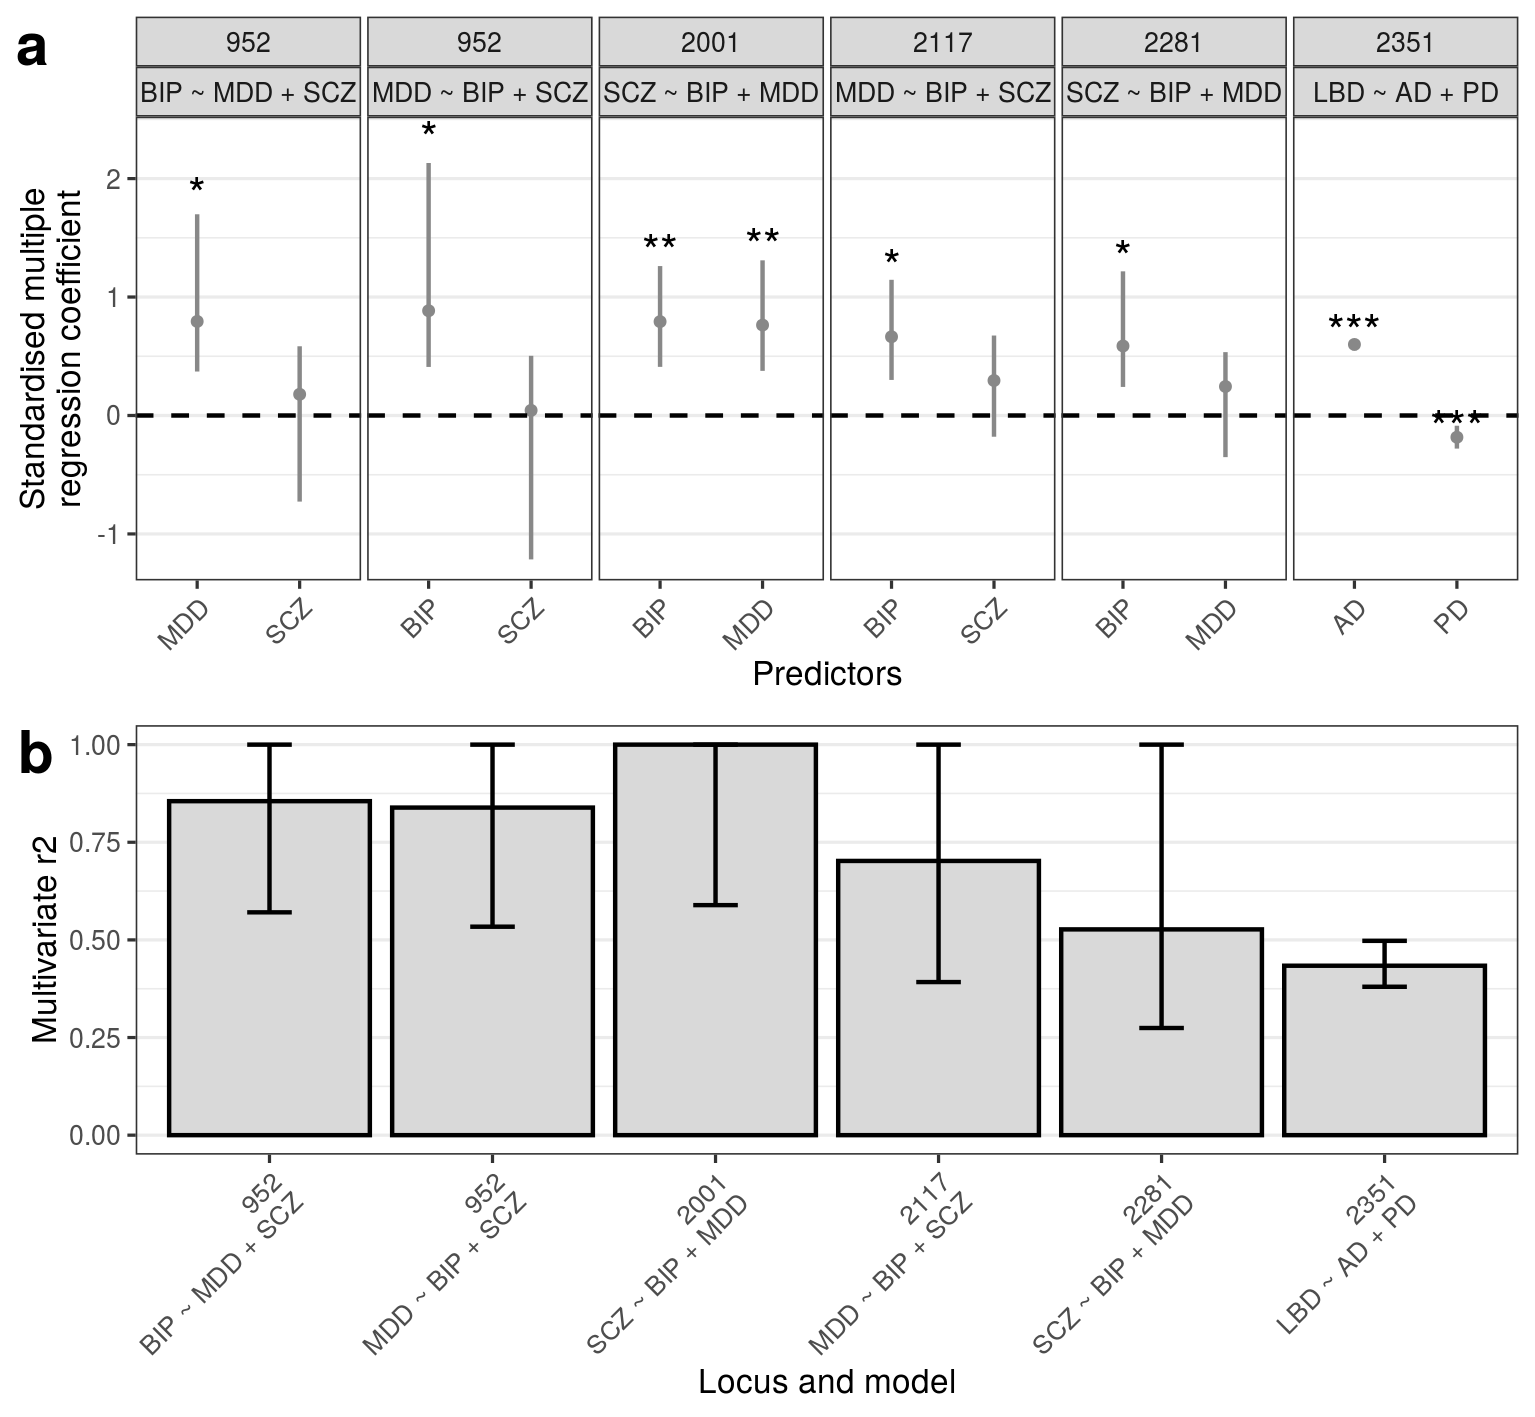 a
952 952 2001 2117 2281 2351
BIP ~ MDD + SCZ MDD ~ BIP + SCZ SCZ ~ BIP + MDD MDD ~ BIP + SCZ SCZ ~ BIP + MDD LBD ~ AD + PD
Standardised multiple
regression coefficient
2
1
0
-1
* * ** ** * * *** ***
MDD SCZ BIP SCZ BIP MDD BIP SCZ BIP MDD AD PD
Predictors
b
Multivariate r2
1.00
0.75
0.50
0.25
0.00
952
BIP ~ MDD + SCZ
952
MDD ~ BIP + SCZ
2001
SCZ ~ BIP + MDD
2117
MDD ~ BIP + SCZ
2281
SCZ ~ BIP + MDD
2351
LBD ~ AD + PD
Locus and model